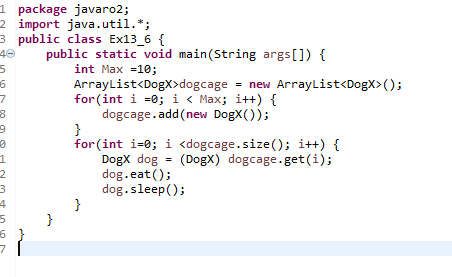 1 package javaro2;
2 import java.util.*;
3 public class Ex13_6 {
4 public static void main(String args[]) {
5 int Max =10;
6 ArrayList<DogX>dogcage = new ArrayList<DogX>();
7 for(int i =0; i < Max; i++) {
8 dogcage.add(new DogX());
9 }
0 for(int i=0; i <dogcage.size(); i++) {
1 DogX dog = (DogX) dogcage.get(i);
2 dog.eat();
3 dog.sleep();
4 }
5 }
6 }
7